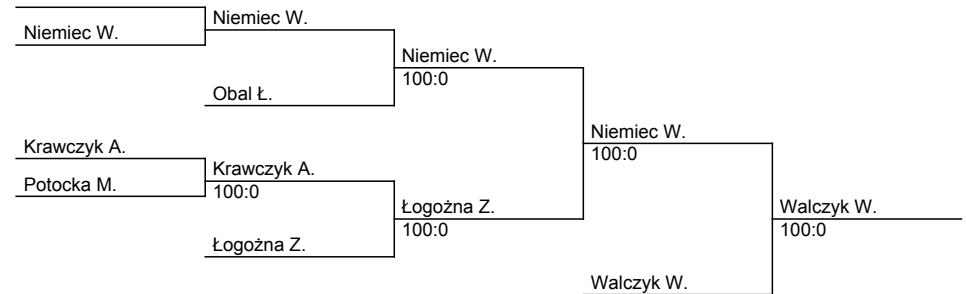 Niemiec W.
Niemiec W.
Obal Ł.
Niemiec W.
100:0
Krawczyk A.
Potocka M.
Krawczyk A.
100:0
Łogożna Z.
Łogożna Z.
100:0
Niemiec W.
100:0
Walczyk W.
Walczyk W.
100:0